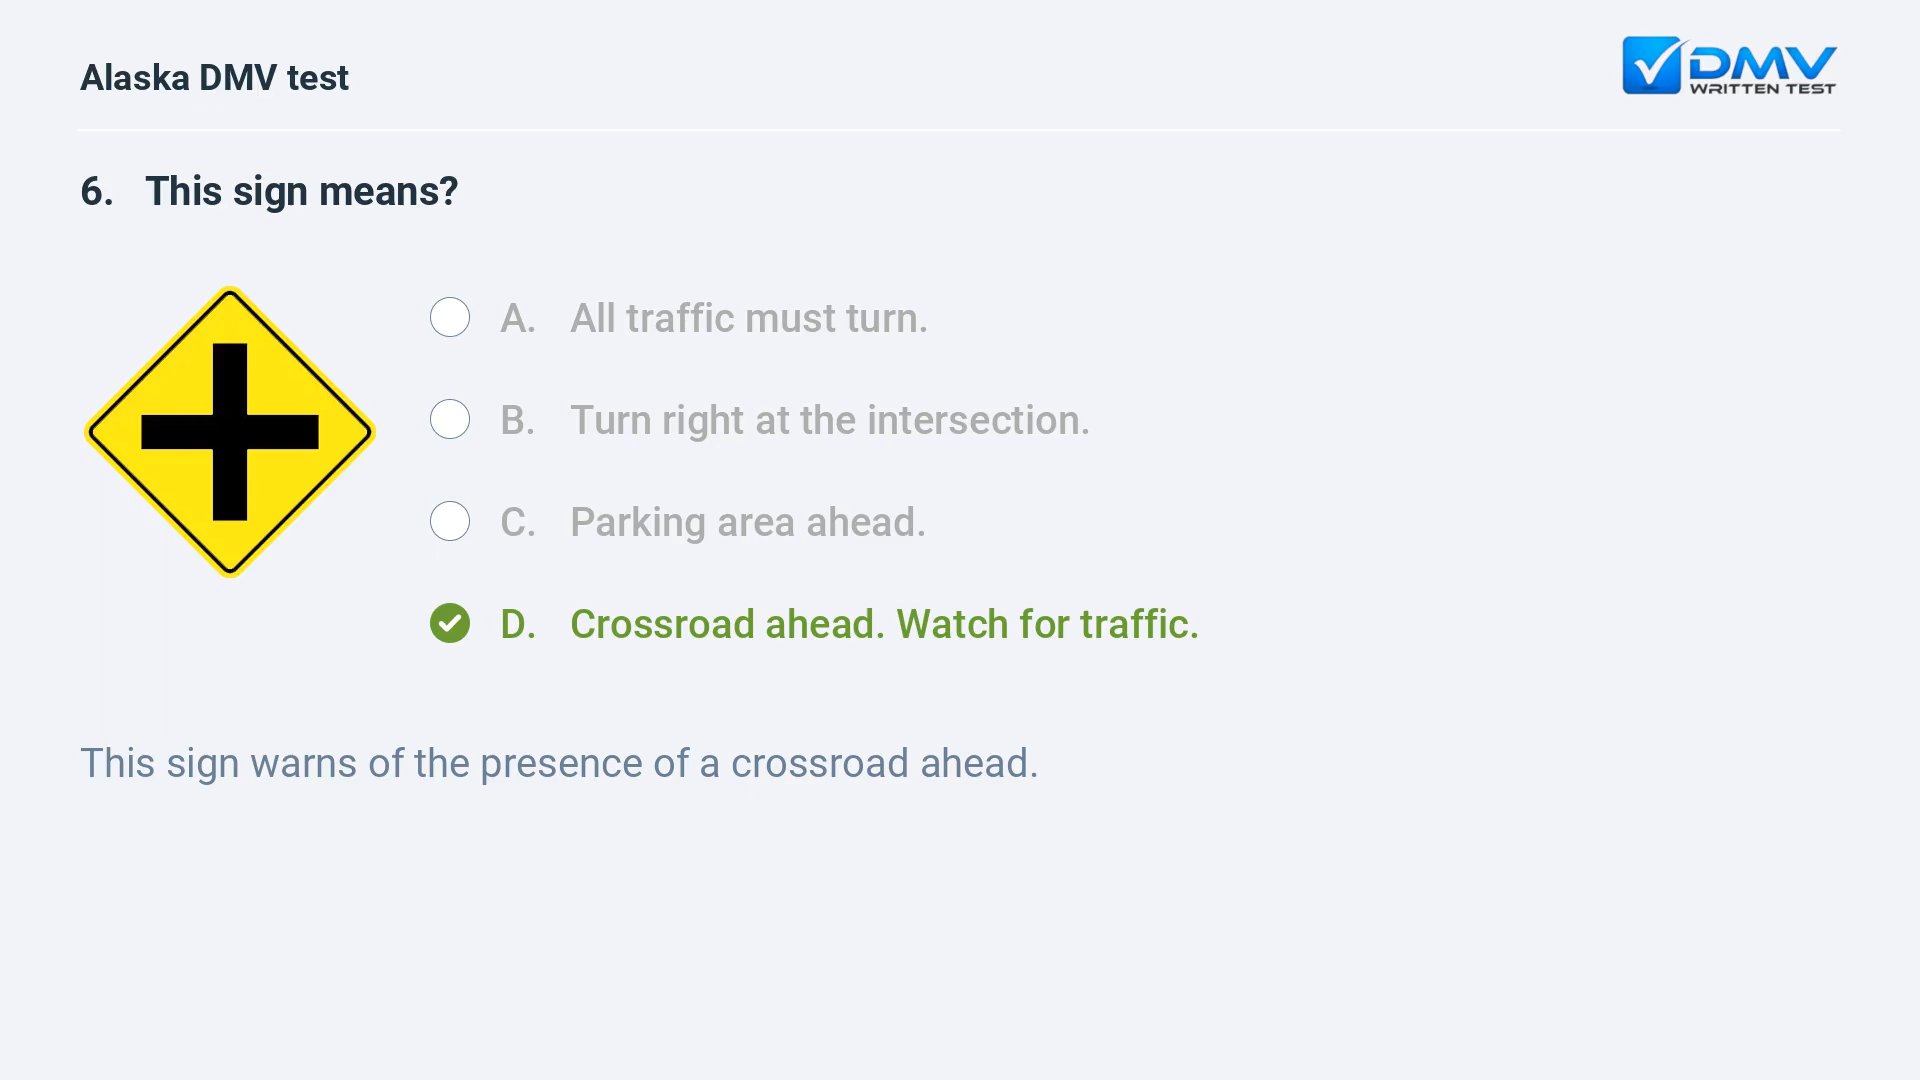 Alaska DMV test
DMV
WRITTEN TEST
6. This sign means?
A. All traffic must turn.
B. Turn right at the intersection.
C. Parking area ahead.
D. Crossroad ahead. Watch for traffic.
This sign warns of the presence of a crossroad ahead.